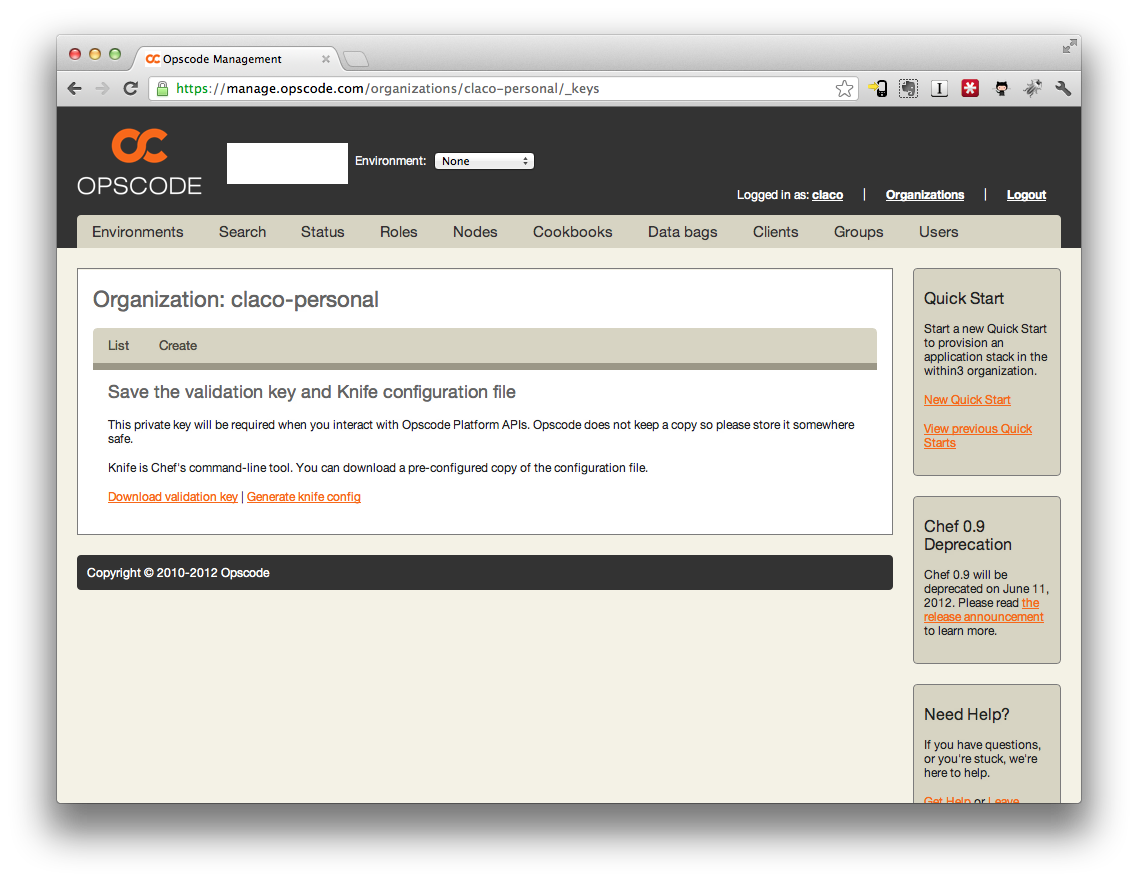 Opscode Management
https://manage.opscode.com/organizations/claco-personal/_keys
OPSCODE
Environment: None
Logged in as: claco | Organizations | Logout
Environments Search Status Roles Nodes Cookbooks Data bags Clients Groups Users
Organization: claco-personal
List Create
Save the validation key and Knife configuration file
This private key will be required when you interact with Opscode Platform APIs. Opscode does not keep a copy so please store it somewhere
safe.
Knife is Chef's command-line tool. You can download a pre-configured copy of the configuration file.
Download validation key | Generate knife config
Copyright © 2010-2012 Opscode
Quick Start
Start a new Quick Start
to provision an
application stack in the
within3 organization.
New Quick Start
View previous Quick
Starts
Chef 0.9
Deprecation
Chef 0.9 will be
deprecated on June 11,
2012. Please read the
release announcement
to learn more.
Need Help?
If you have questions,
or you're stuck, we're
here to help.
Get Help or Leave